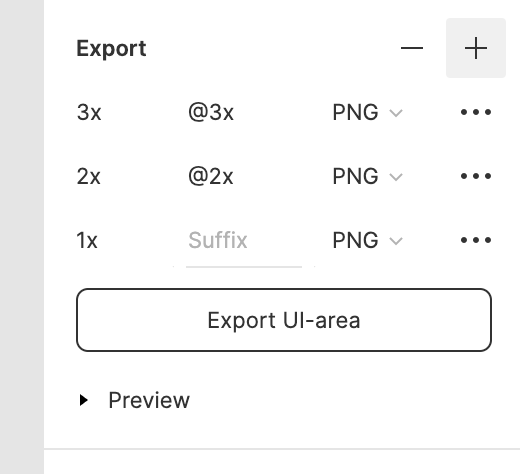 Export
3x @3x PNG
2x @2x PNG
1x Suffix PNG
Export UI-area
Preview